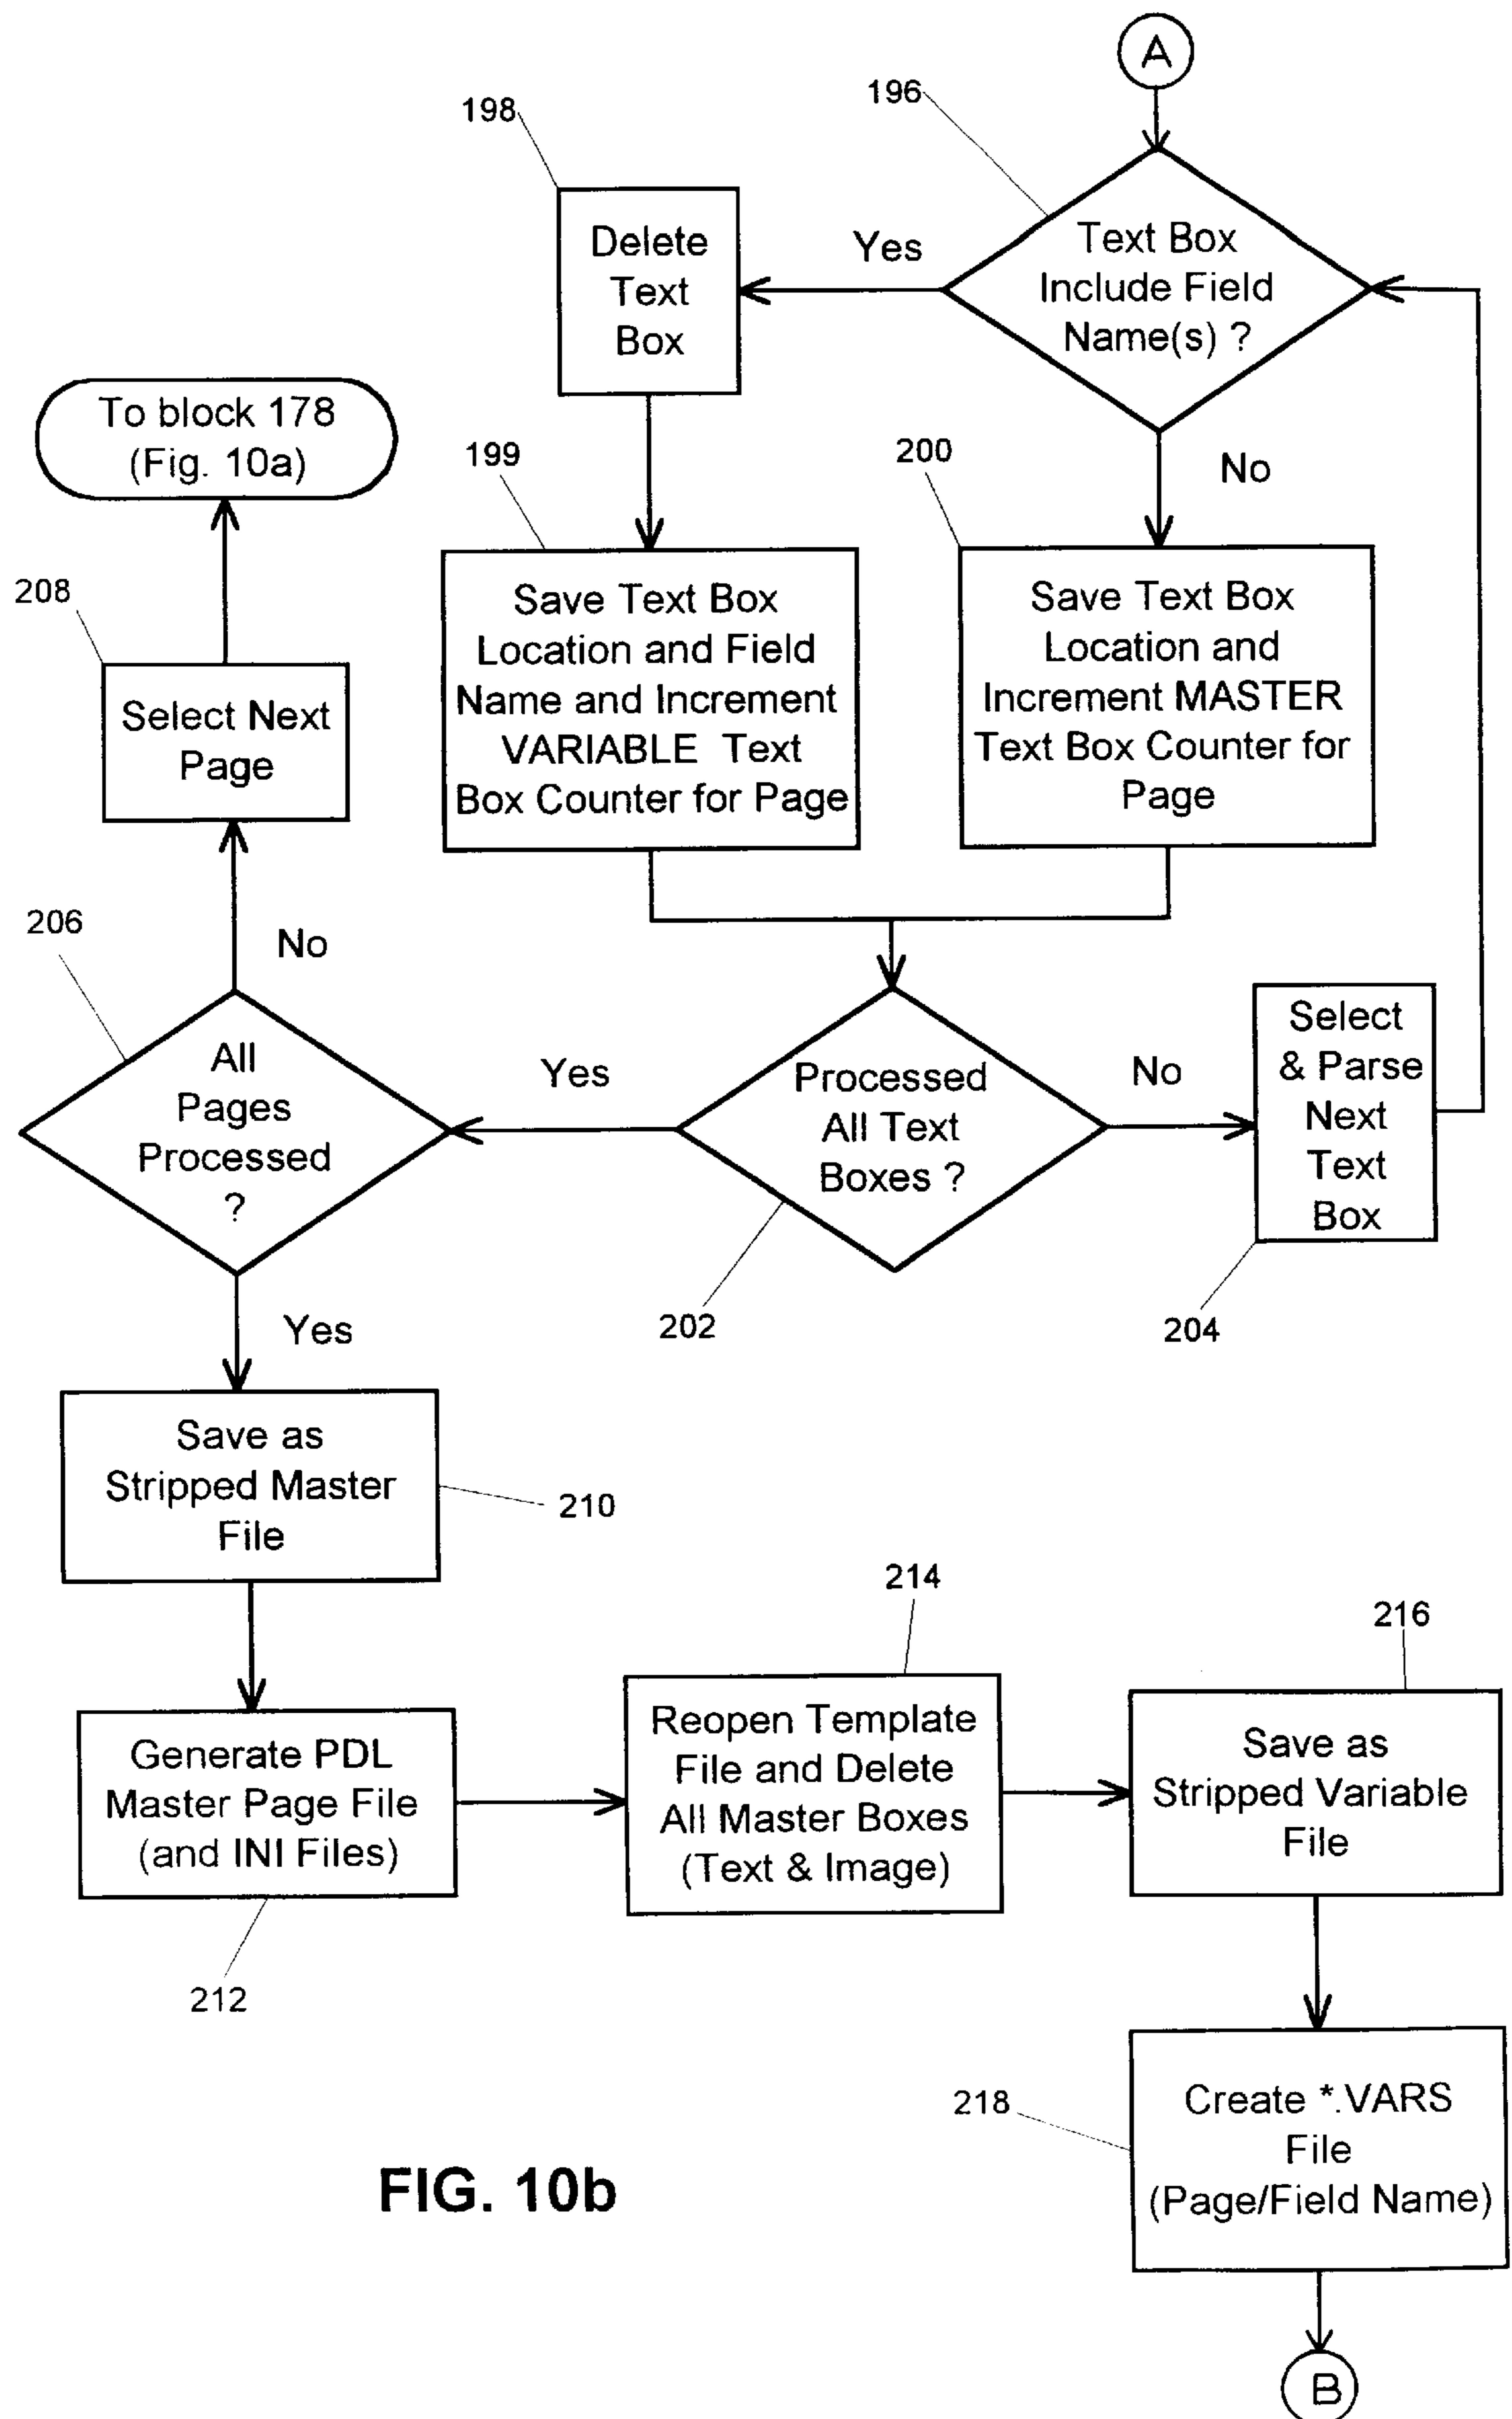 A
196
198
Text Box
Include Field
Name(s) ?
Yes
Delete
Text
Box
To block 178
(Fig. 10a)
199
200
No
Save Text Box
Location and Field
Name and Increment
VARIABLE Text
Box Counter for Page
Save Text Box
Location and
Increment MASTER
Text Box Counter for
Page
208
Select Next
Page
206
No
All
Pages
Processed
?
Yes
Processed
All Text
Boxes ?
No
Select
& Parse
Next
Text
Box
202
204
Yes
Save as
Stripped Master
File
210
214
216
Generate PDL
Master Page File
(and INI Files)
Reopen Template
File and Delete
All Master Boxes
(Text & Image)
Save as
Stripped Variable
File
212
218
Create *.VARS
File
(Page/Field Name)
FIG. 10b
B